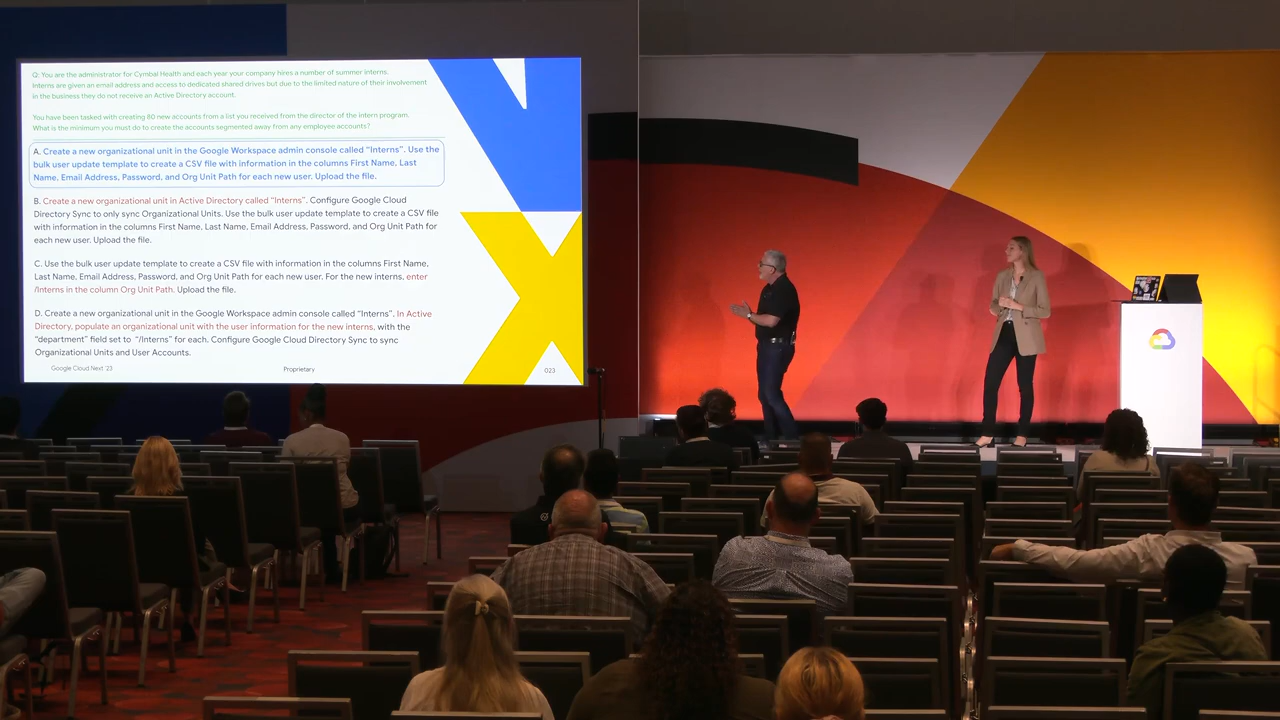 Q: You are the administrator for Cymbal Health and each year your company hires a number of summer interns.
Interns are given an email address and access to dedicated shared drives but due to the limited nature of their involvement
in the business they do not receive an Active Directory account.
You have been tasked with creating 80 new accounts from a list you received from the director of the intern program.
What is the minimum you must do to create the accounts segmented away from any employee accounts?
A. Create a new organizational unit in the Google Workspace admin console called “Interns”. Use the
bulk user update template to create a CSV file with information in the columns First Name, Last
Name, Email Address, Password, and Org Unit Path for each new user. Upload the file.
B. Create a new organizational unit in Active Directory called “Interns”. Configure Google Cloud
Directory Sync to only sync Organizational Units. Use the bulk user update template to create a CSV file
with information in the columns First Name, Last Name, Email Address, Password, and Org Unit Path for
each new user. Upload the file.
C. Use the bulk user update template to create a CSV file with information in the columns First Name,
Last Name, Email Address, Password, and Org Unit Path for each new user. For the new interns, enter
/Interns in the column Org Unit Path. Upload the file.
D. Create a new organizational unit in the Google Workspace admin console called “Interns”. In Active
Directory, populate an organizational unit with the user information for the new interns, with the
“department” field set to “/Interns” for each. Configure Google Cloud Directory Sync to sync
Organizational Units and User Accounts.
Google Cloud Next '23 Proprietary 023